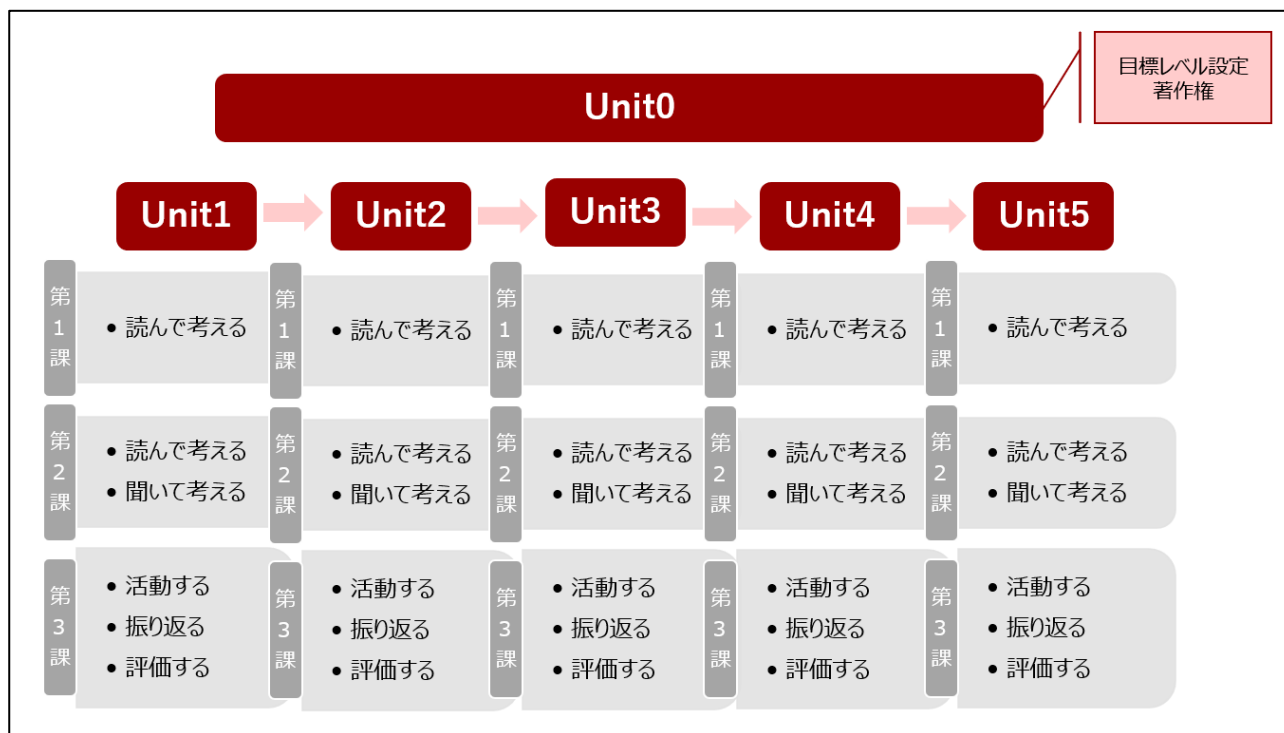 目標レベル設定
著作権
Unit0
Unit1
Unit2
Unit3
Unit4
Unit5
第1課
• 読んで考える
第1課
• 読んで考える
第1課
• 読んで考える
第1課
• 読んで考える
第1課
• 読んで考える
第2課
• 読んで考える
• 聞いて考える
第2課
• 読んで考える
• 聞いて考える
第2課
• 読んで考える
• 聞いて考える
第2課
• 読んで考える
• 聞いて考える
第2課
• 読んで考える
• 聞いて考える
第3課
• 活動する
• 振り返る
• 評価する
第3課
• 活動する
• 振り返る
• 評価する
第3課
• 活動する
• 振り返る
• 評価する
第3課
• 活動する
• 振り返る
• 評価する
第3課
• 活動する
• 振り返る
• 評価する